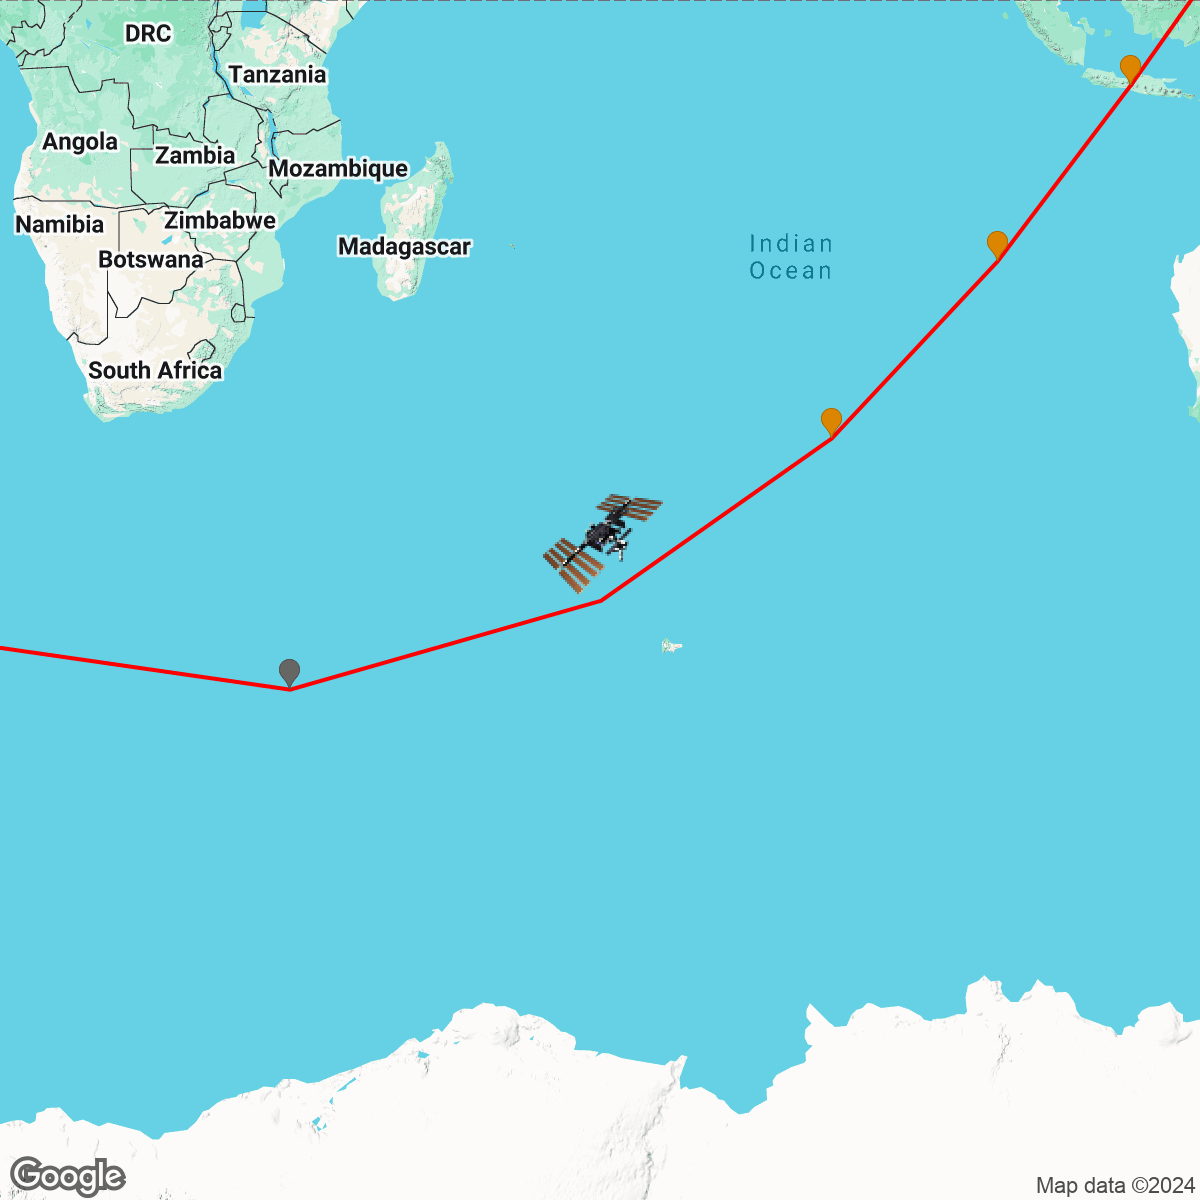 DRC
Tanzania
Angola
Zambia
Mozambique
Namibia
Zimbabwe
Madagascar
Botswana
Indian
Ocean
South Africa
Google
Map data ©2024